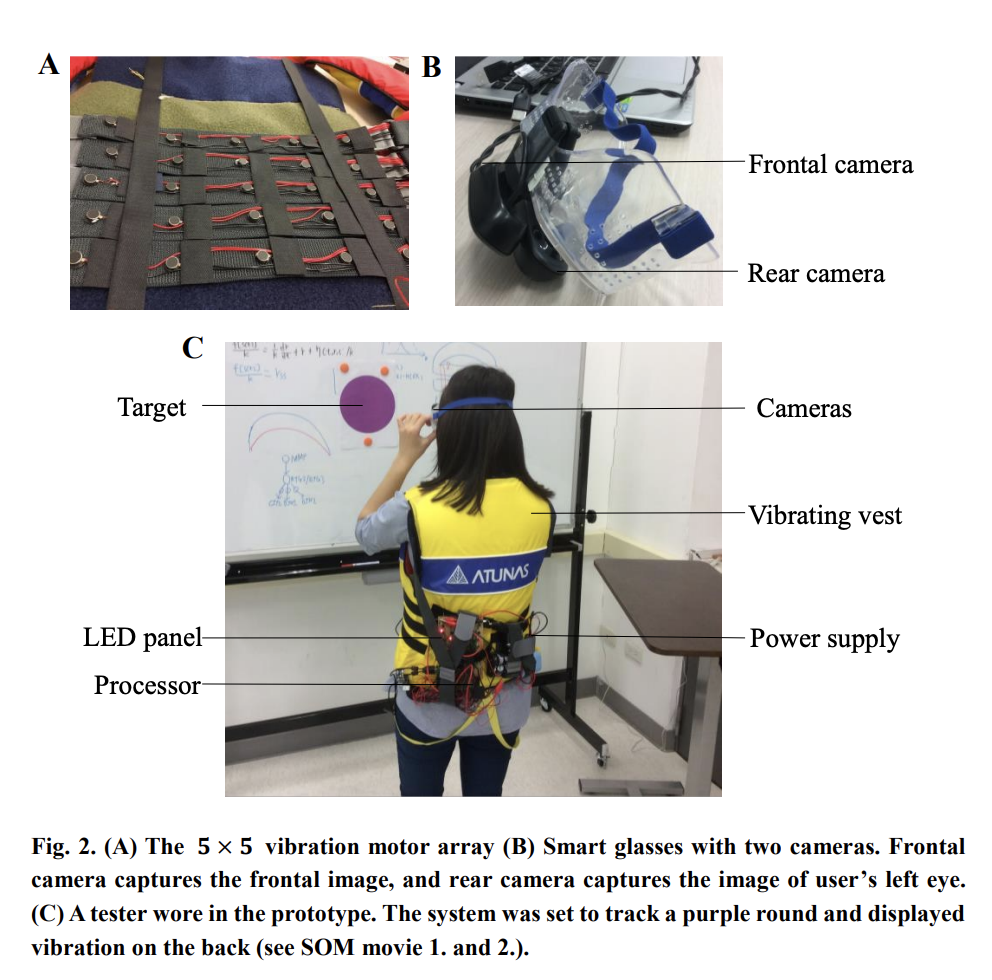 A
B
Frontal camera
Rear camera
C
Target
Cameras
Vibrating vest
ATUNAS
LED panel
Power supply
Processor
Fig. 2. (A) The 5 × 5 vibration motor array (B) Smart glasses with two cameras. Frontal
camera captures the frontal image, and rear camera captures the image of user’s left eye.
(C) A tester wore in the prototype. The system was set to track a purple round and displayed
vibration on the back (see SOM movie 1. and 2.).